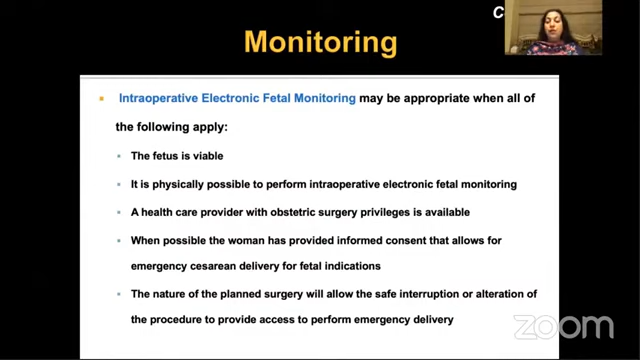 C
Monitoring
Intraoperative Electronic Fetal Monitoring may be appropriate when all of
the following apply:
The fetus is viable
It is physically possible to perform intraoperative electronic fetal monitoring
A health care provider with obstetric surgery privileges is available
When possible the woman has provided informed consent that allows for
emergency cesarean delivery for fetal indications
The nature of the planned surgery will allow the safe interruption or alteration of
the procedure to provide access to perform emergency delivery
zoom